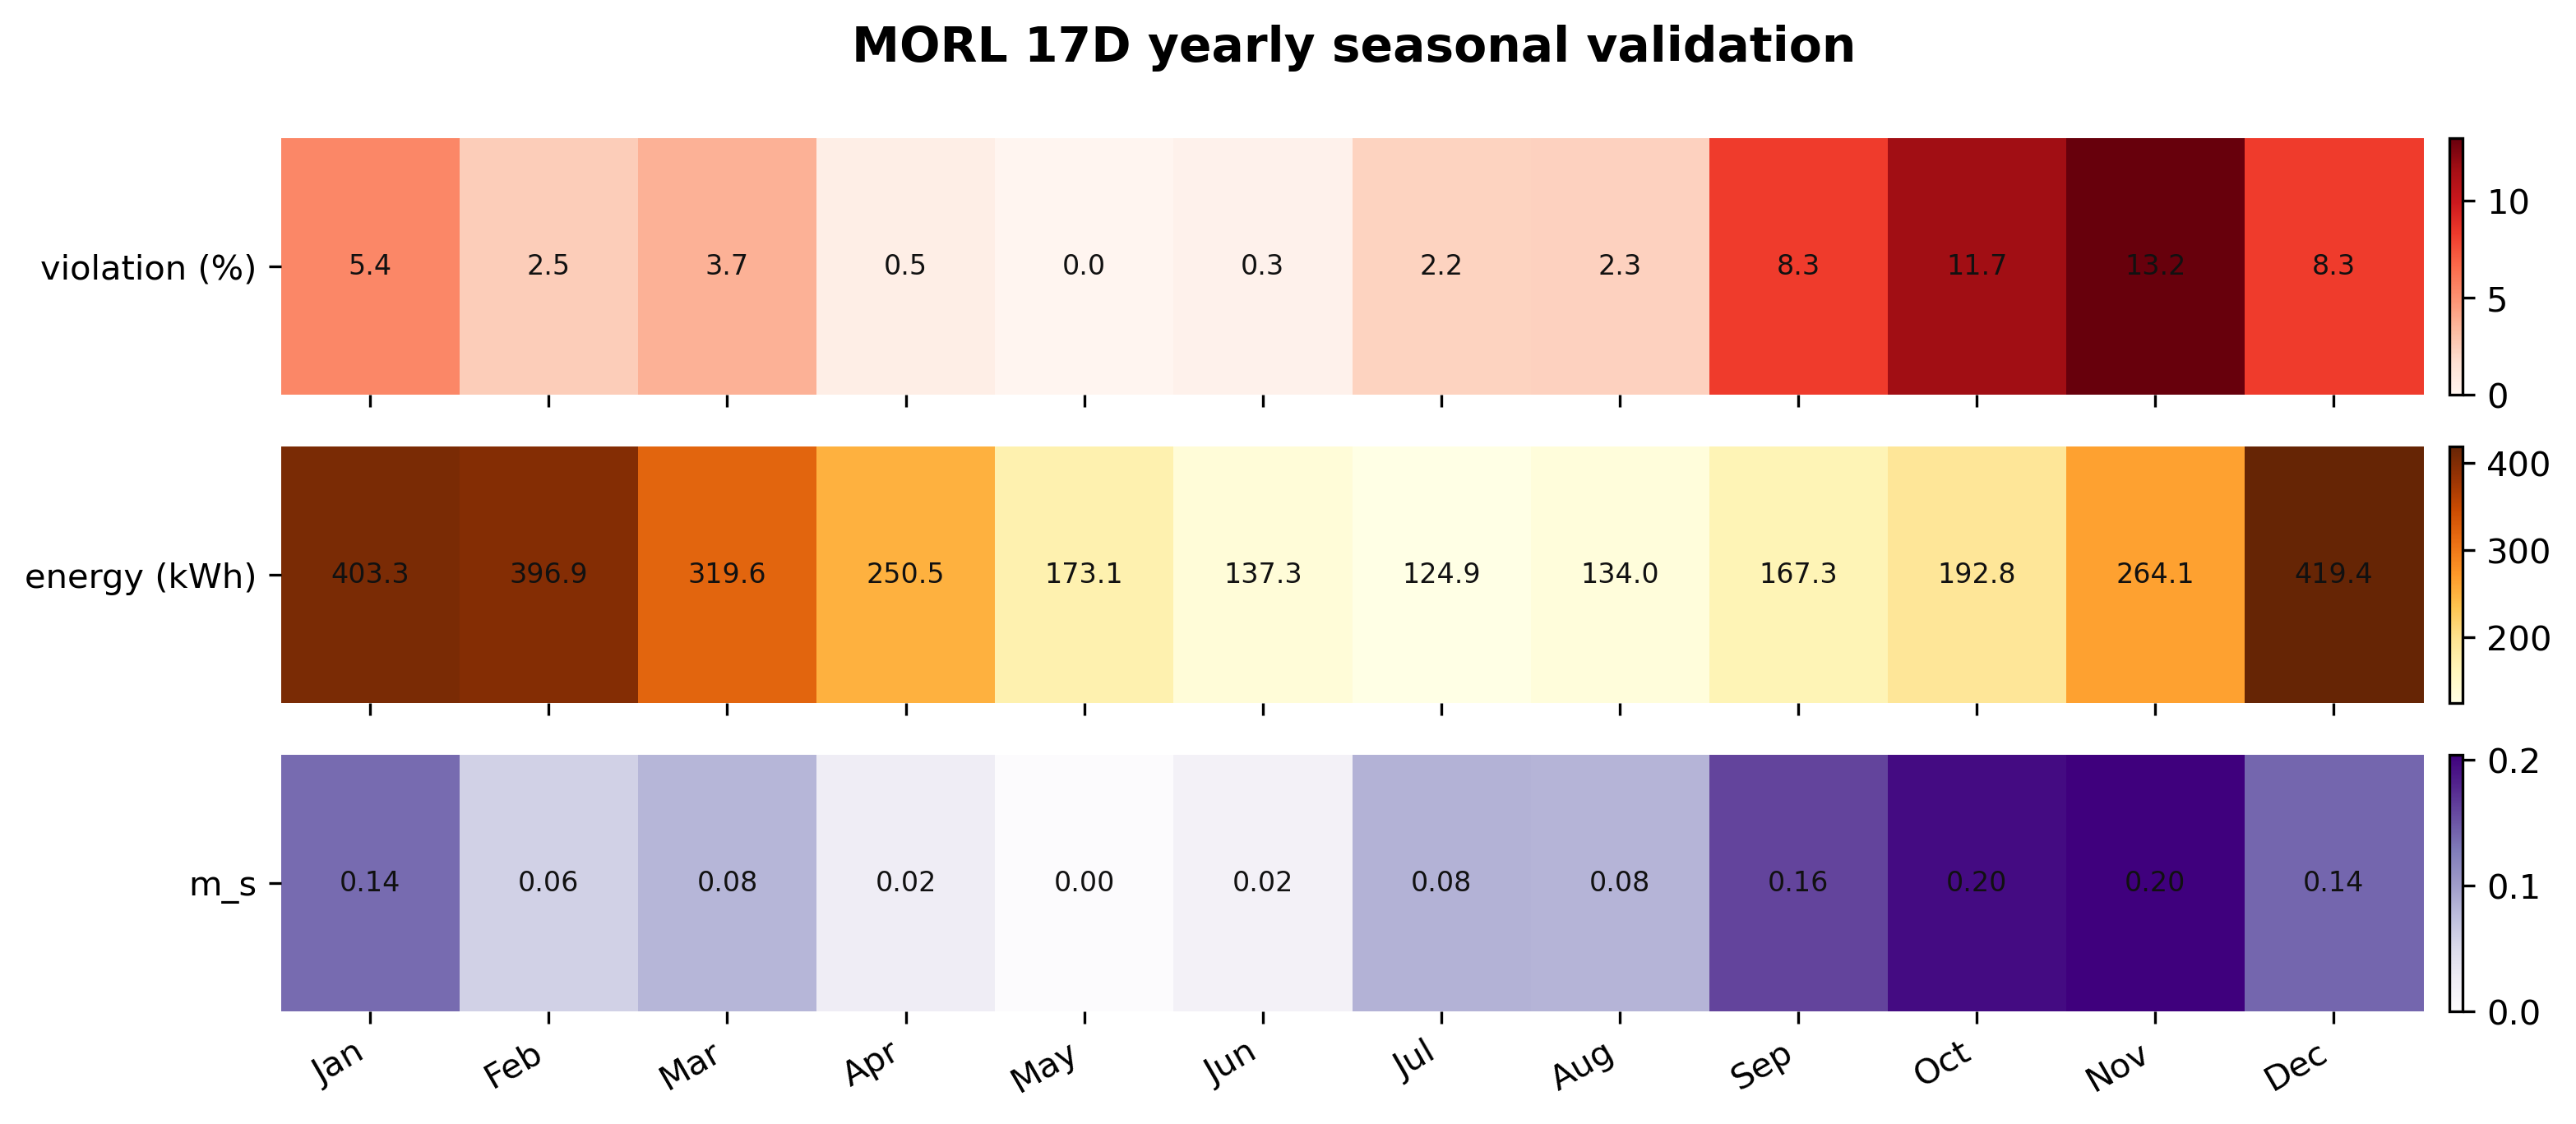 MORL 17D yearly seasonal validation
violation (%) 5.4 2.5 3.7 0.5 0.0 0.3 2.2 2.3 8.3 11.7 13.2 8.3
10
5
0
energy (kWh) 403.3 396.9 319.6 250.5 173.1 137.3 124.9 134.0 167.3 192.8 264.1 419.4
400
300
200
m_s 0.14 0.06 0.08 0.02 0.00 0.02 0.08 0.08 0.16 0.20 0.20 0.14
0.2
0.1
0.0
Jan Feb Mar Apr May Jun Jul Aug Sep Oct Nov Dec